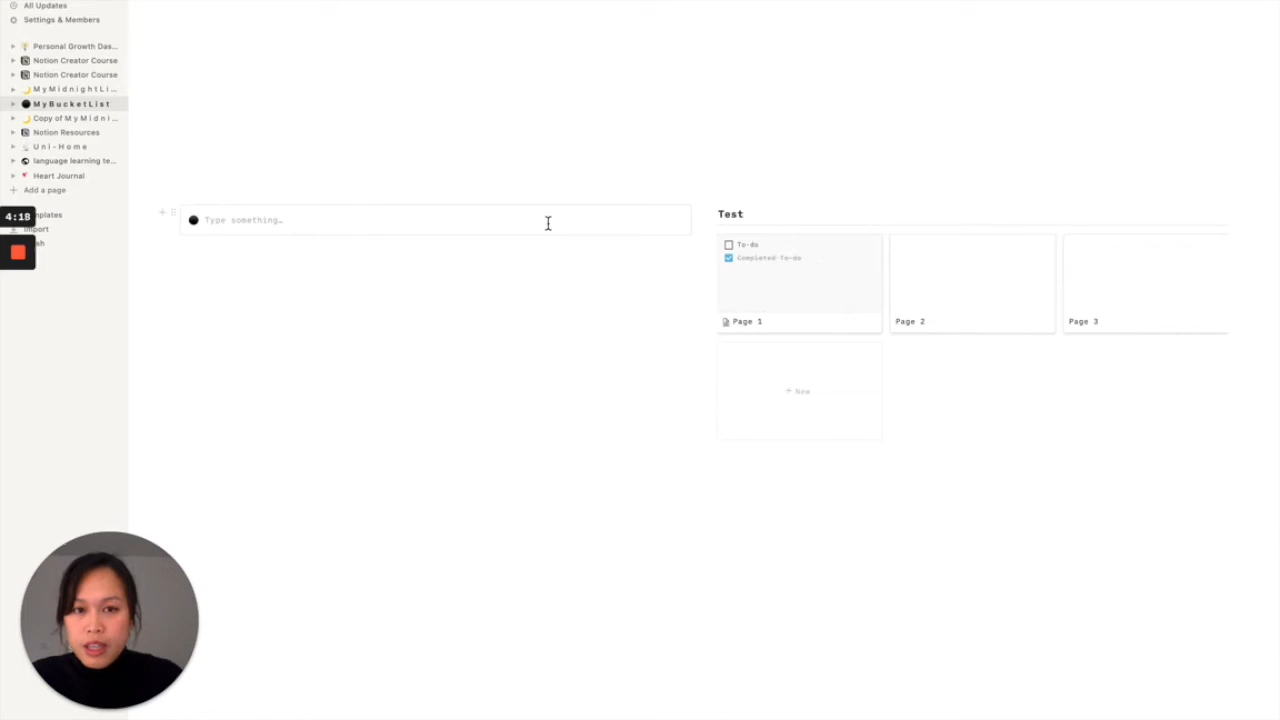 All Updates
Settings & Members
Personal Growth Das...
Notion Creator Course
Notion Creator Course
M y M i d n i g h t L i ...
M y B u c k e t L i s t
Copy of M y M i d n i ...
Notion Resources
U n i - H o m e
language learning te...
Heart Journal
Add a page
4:18
mplates
Import
sh
Type something…
Test
To-do
Completed To-do
Page 1
Page 2
Page 3
+ New